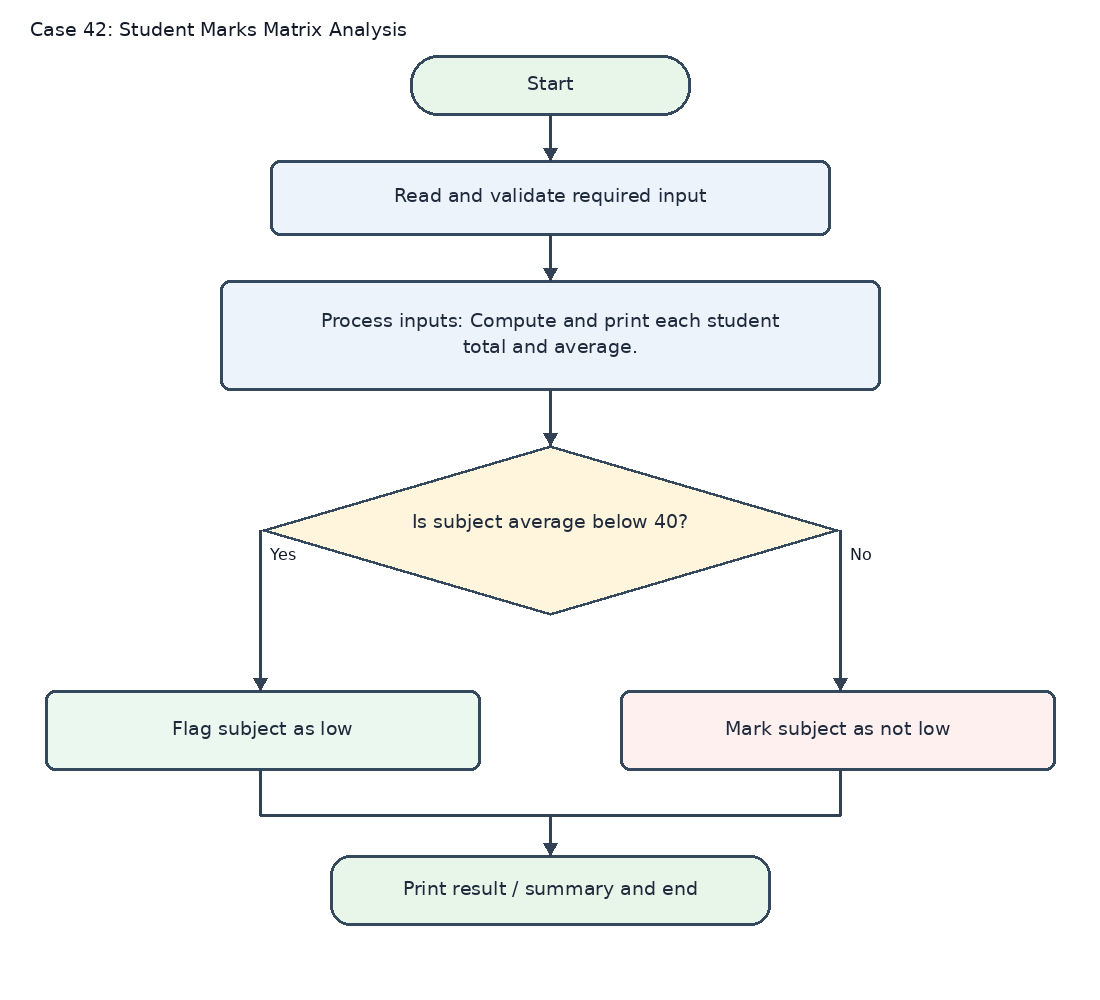 Case 42: Student Marks Matrix Analysis
Start
Read and validate required input
Process inputs: Compute and print each student
total and average.
Is subject average below 40?
Yes
No
Flag subject as low
Mark subject as not low
Print result / summary and end